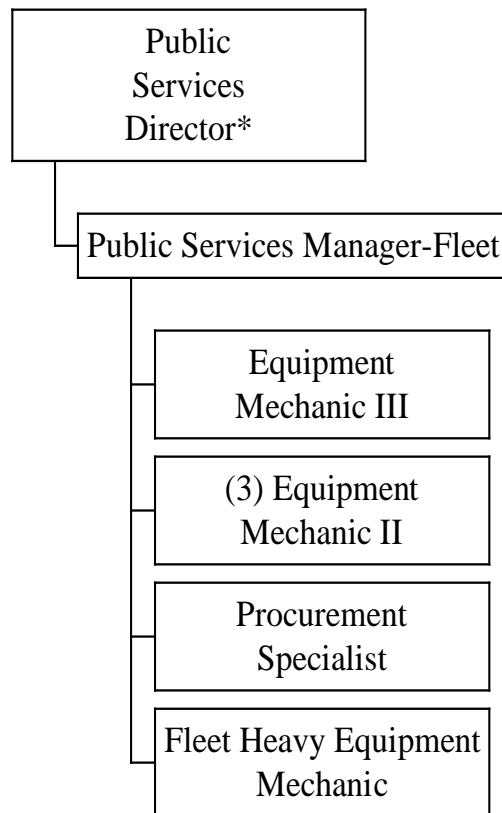 Public
Services
Director*
Public Services Manager-Fleet
Equipment
Mechanic III
(3) Equipment
Mechanic II
Procurement
Specialist
Fleet Heavy Equipment
Mechanic